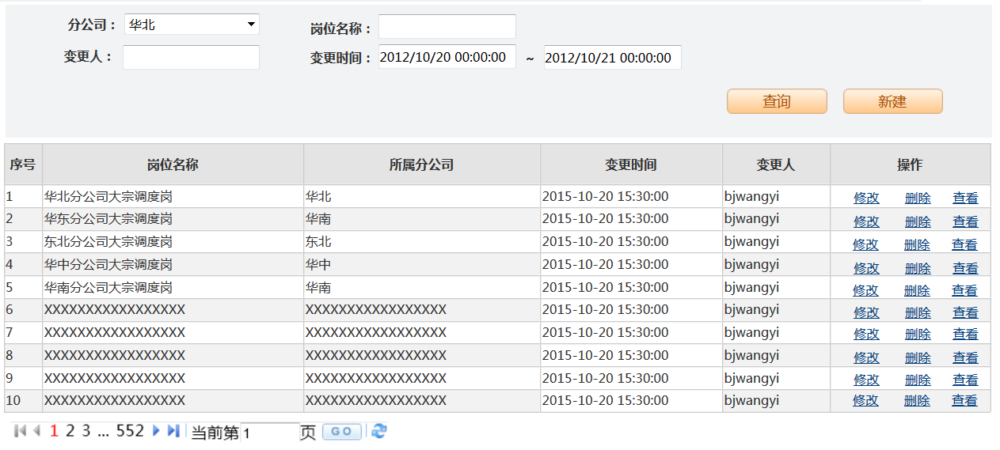 分公司： 华北 岗位名称：
变更人： 变更时间： 2012/10/20 00:00:00 ~ 2012/10/21 00:00:00
查询 新建
序号 岗位名称 所属分公司 变更时间 变更人 操作
1 华北分公司大宗调度岗 华北 2015-10-20 15:30:00 bjwangyi 修改 删除 查看
2 华东分公司大宗调度岗 华南 2015-10-20 15:30:00 bjwangyi 修改 删除 查看
3 东北分公司大宗调度岗 东北 2015-10-20 15:30:00 bjwangyi 修改 删除 查看
4 华中分公司大宗调度岗 华中 2015-10-20 15:30:00 bjwangyi 修改 删除 查看
5 华南分公司大宗调度岗 华南 2015-10-20 15:30:00 bjwangyi 修改 删除 查看
6 XXXXXXXXXXXXXXXXX XXXXXXXXXXXXXXXXX 2015-10-20 15:30:00 bjwangyi 修改 删除 查看
7 XXXXXXXXXXXXXXXXX XXXXXXXXXXXXXXXXX 2015-10-20 15:30:00 bjwangyi 修改 删除 查看
8 XXXXXXXXXXXXXXXXX XXXXXXXXXXXXXXXXX 2015-10-20 15:30:00 bjwangyi 修改 删除 查看
9 XXXXXXXXXXXXXXXXX XXXXXXXXXXXXXXXXX 2015-10-20 15:30:00 bjwangyi 修改 删除 查看
10 XXXXXXXXXXXXXXXXX XXXXXXXXXXXXXXXXX 2015-10-20 15:30:00 bjwangyi 修改 删除 查看
1 2 3 ... 552 当前第 1 页 GO